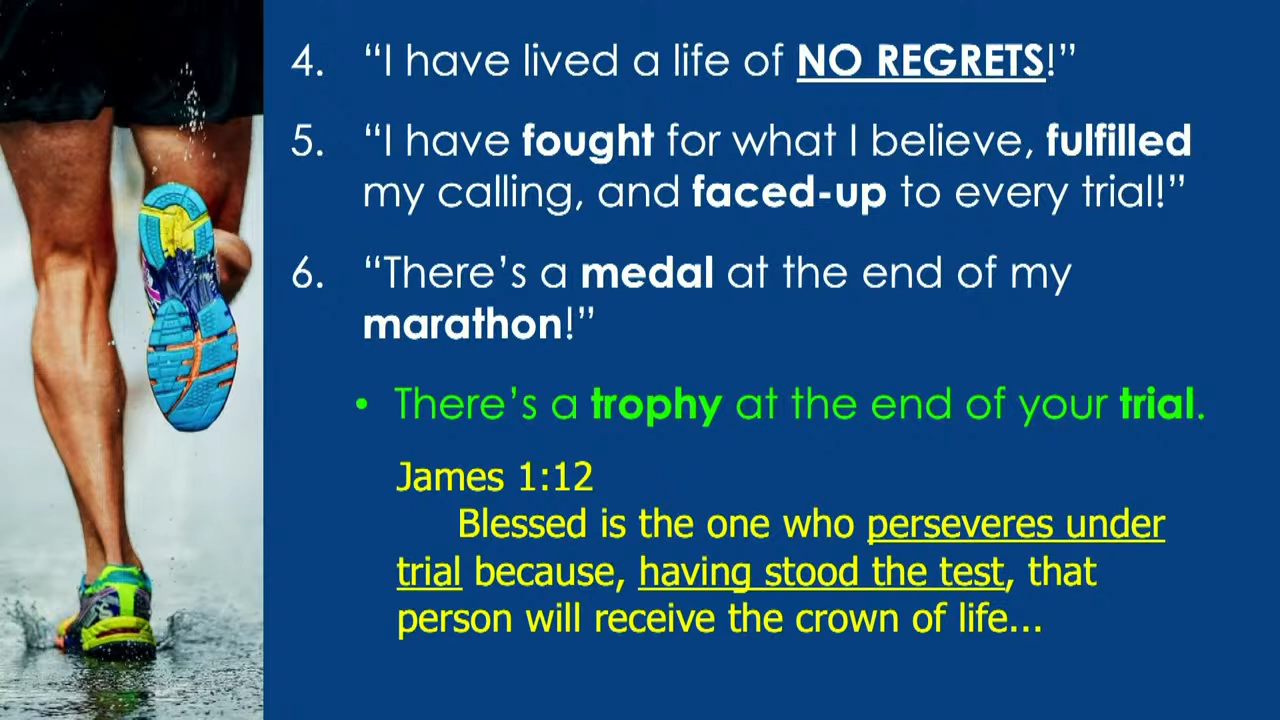 4. “I have lived a life of NO REGRETS!”
5. “I have fought for what I believe, fulfilled
my calling, and faced-up to every trial!”
6. “There’s a medal at the end of my
marathon!”
• There’s a trophy at the end of your trial.
James 1:12
Blessed is the one who perseveres under
trial because, having stood the test, that
person will receive the crown of life...